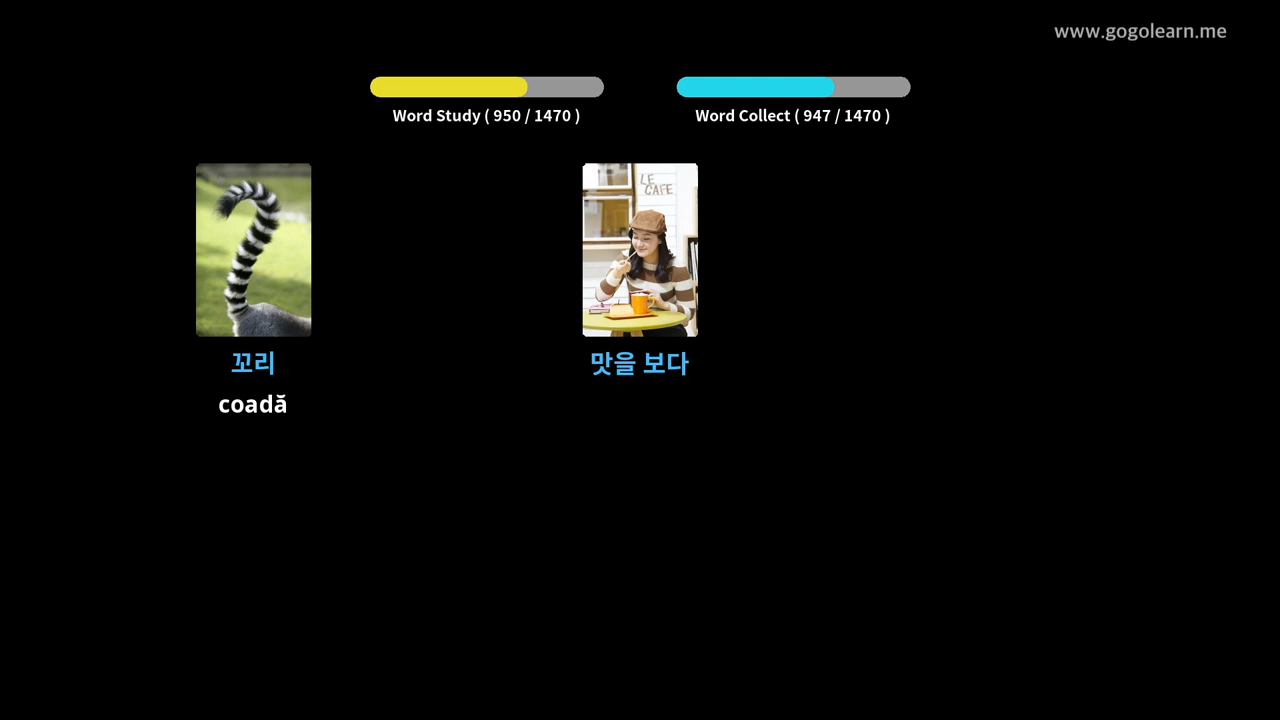 www.gogolearn.me
Word Study ( 950 / 1470 )
Word Collect ( 947 / 1470 )
LE
CAFE
꼬리
맛을 보다
coadă